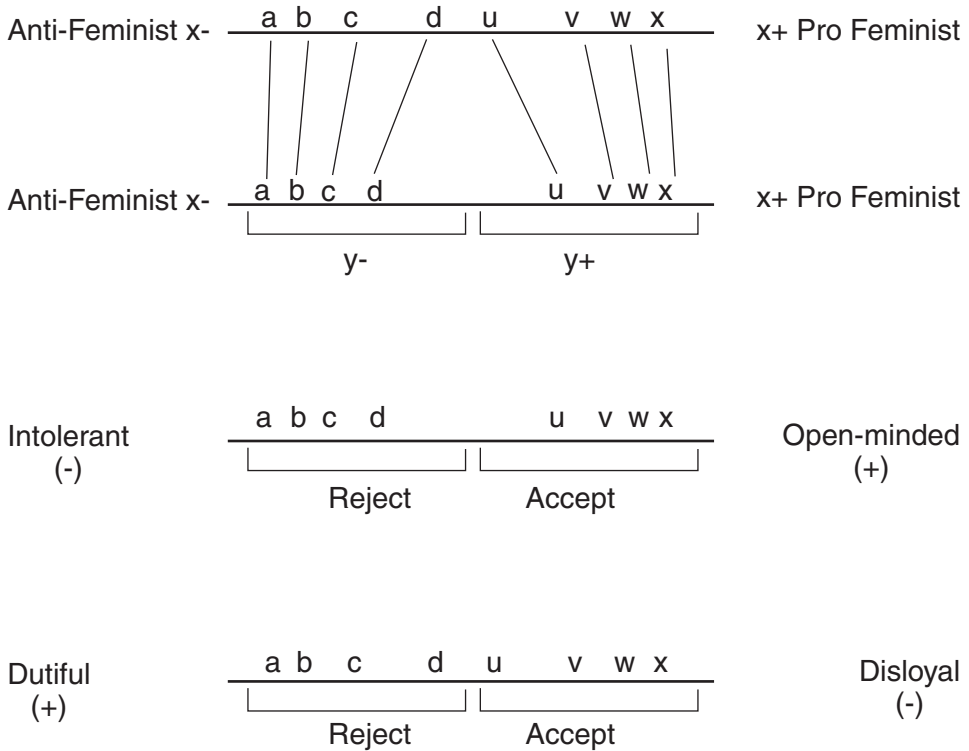 a b c d u v w x
Anti-Feminist x- x+ Pro Feminist
a b c d u v w x
Anti-Feminist x- x+ Pro Feminist
y- y+
a b c d u v w x
Intolerant Open-minded
(-) (+)
Reject Accept
a b c d u v w x
Dutiful Disloyal
(+) (-)
Reject Accept